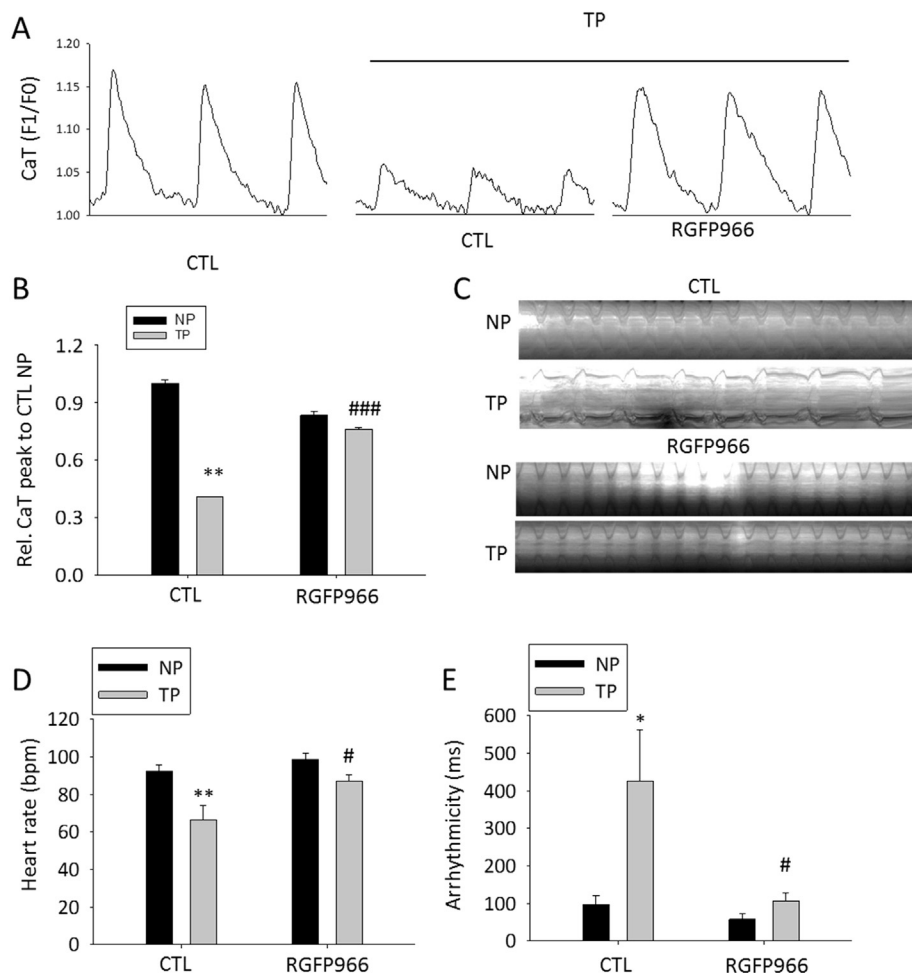 A
TP
1.20
1.15
1.10
1.05
1.00
CaT (F1/F0)
CTL
CTL
RGFP966
B
NP
TP
1.2
0.9
0.6
0.3
0.0
Rel. CaT peak to CTL NP
**
###
CTL
RGFP966
C
CTL
NP
TP
RGFP966
NP
TP
D
NP
TP
120
100
80
60
40
20
0
Heart rate (bpm)
**
#
CTL
RGFP966
E
NP
TP
600
500
400
300
200
100
0
Arrhythmicity (ms)
*
#
CTL
RGFP966